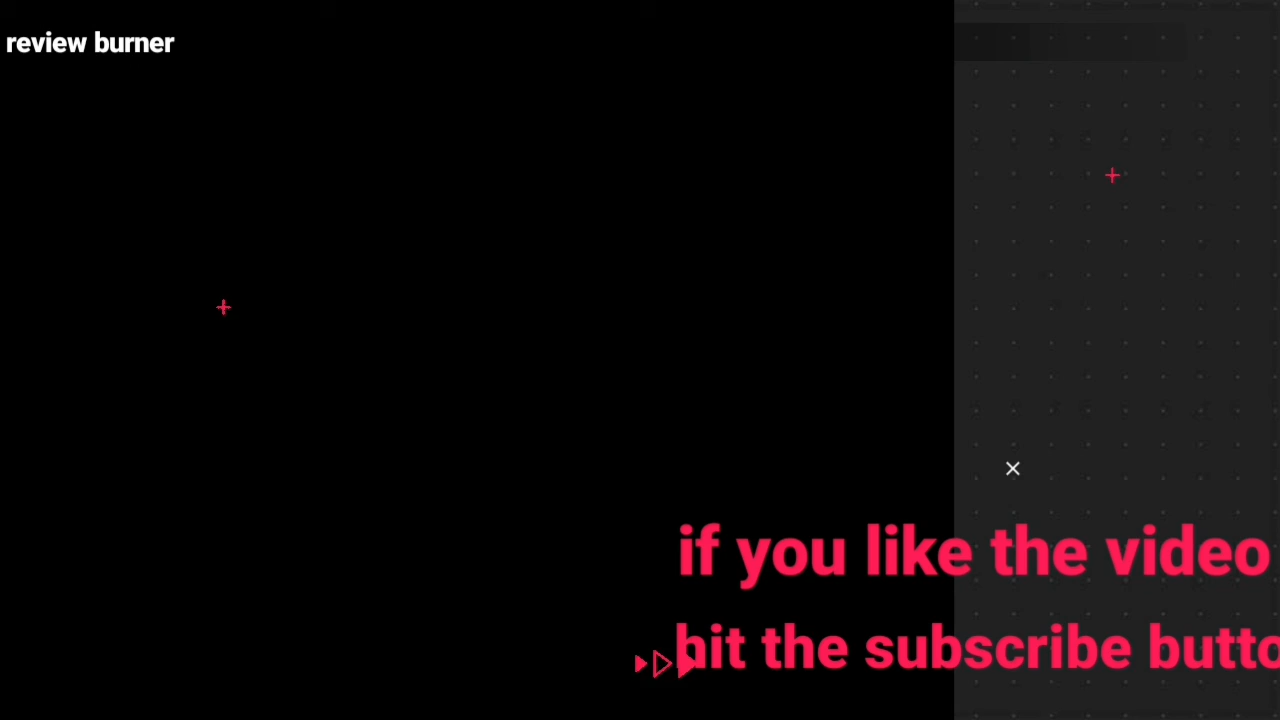 review burner
if you like the video
hit the subscribe butto